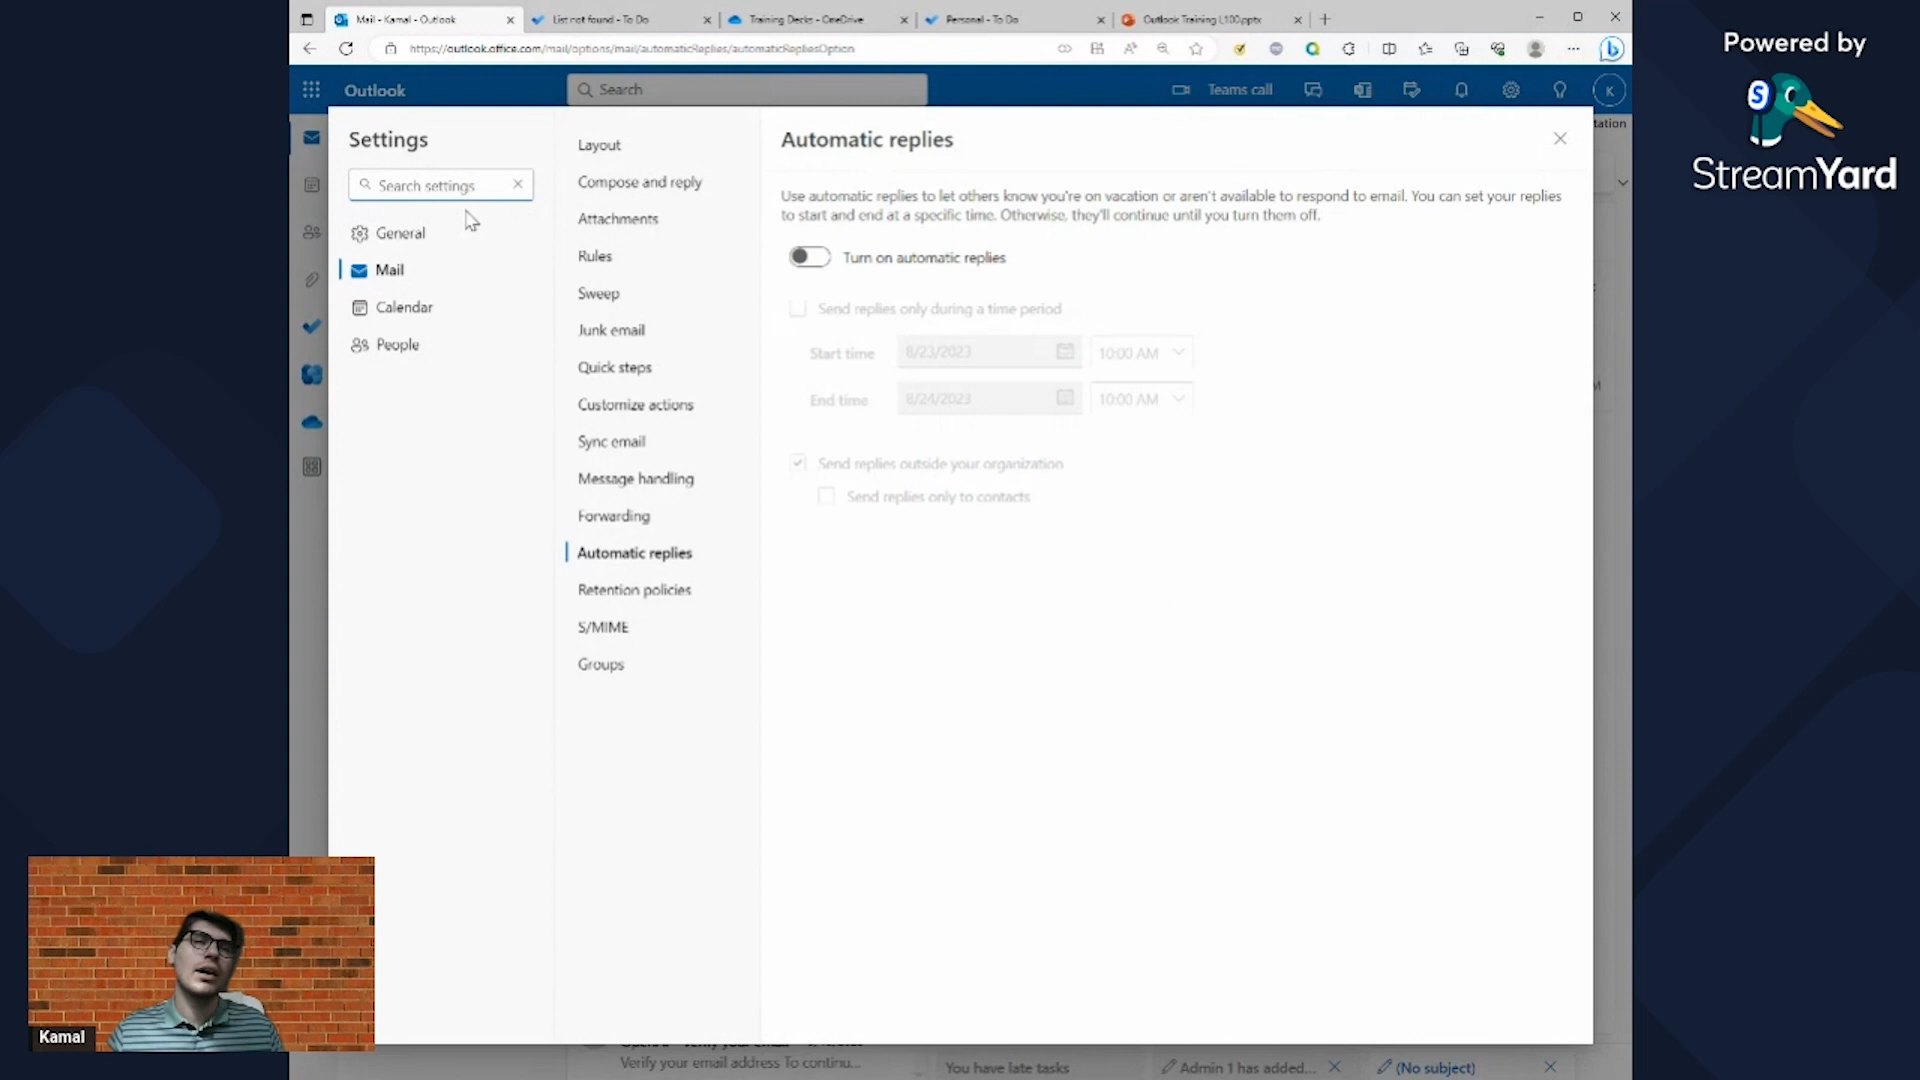 Mail - Kamal - Outlook
List not found - To Do
Training Decks - OneDrive
Personal - To Do
Outlook Training L100.pptx
https://outlook.office.com/mail/options/mail/automaticReplies/automaticRepliesOption
Outlook
Search
Teams call
K
tation
Settings
Search settings
General
Mail
Calendar
People
Layout
Compose and reply
Attachments
Rules
Sweep
Junk email
Quick steps
Customize actions
Sync email
Message handling
Forwarding
Automatic replies
Retention policies
S/MIME
Groups
Automatic replies
Use automatic replies to let others know you're on vacation or aren't available to respond to email. You can set your replies
to start and end at a specific time. Otherwise, they'll continue until you turn them off.
Turn on automatic replies
Send replies only during a time period
Start time 8/23/2023 10:00 AM
End time 8/24/2023 10:00 AM
Send replies outside your organization
Send replies only to contacts
Verify your email address To continu...
You have late tasks
Admin 1 has added...
(No subject)
Kamal
Powered by
S
StreamYard